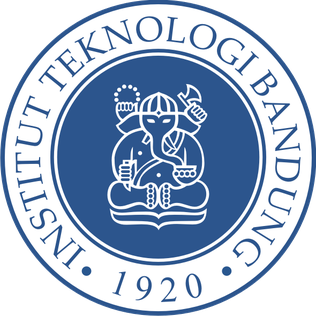 INSTITUT TEKNOLOGI BANDUNG
• 1920 •